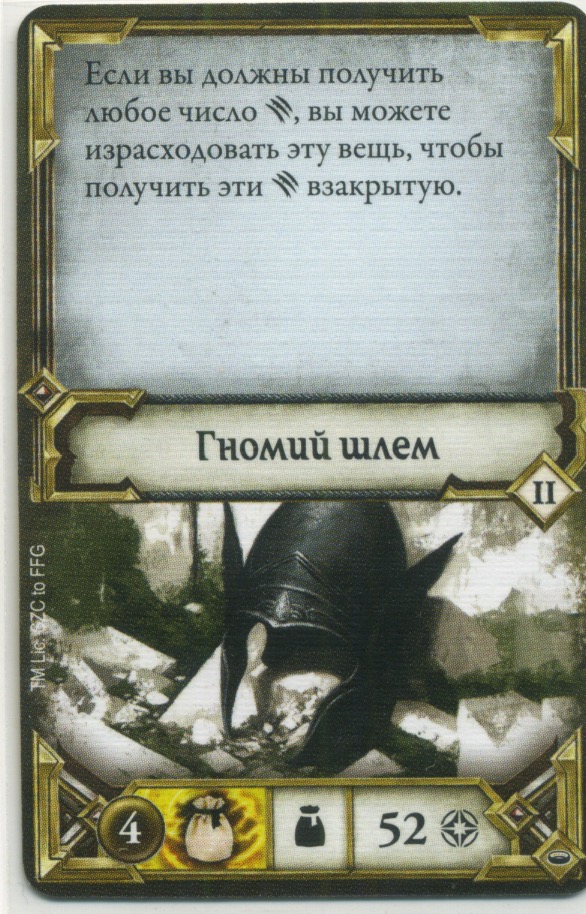 Если вы должны получить
любое число , вы можете
израсходовать эту вещь, чтобы
получить эти взакрытую.
Гномий шлем
II
TM Lic. SZC to FFG
4
52